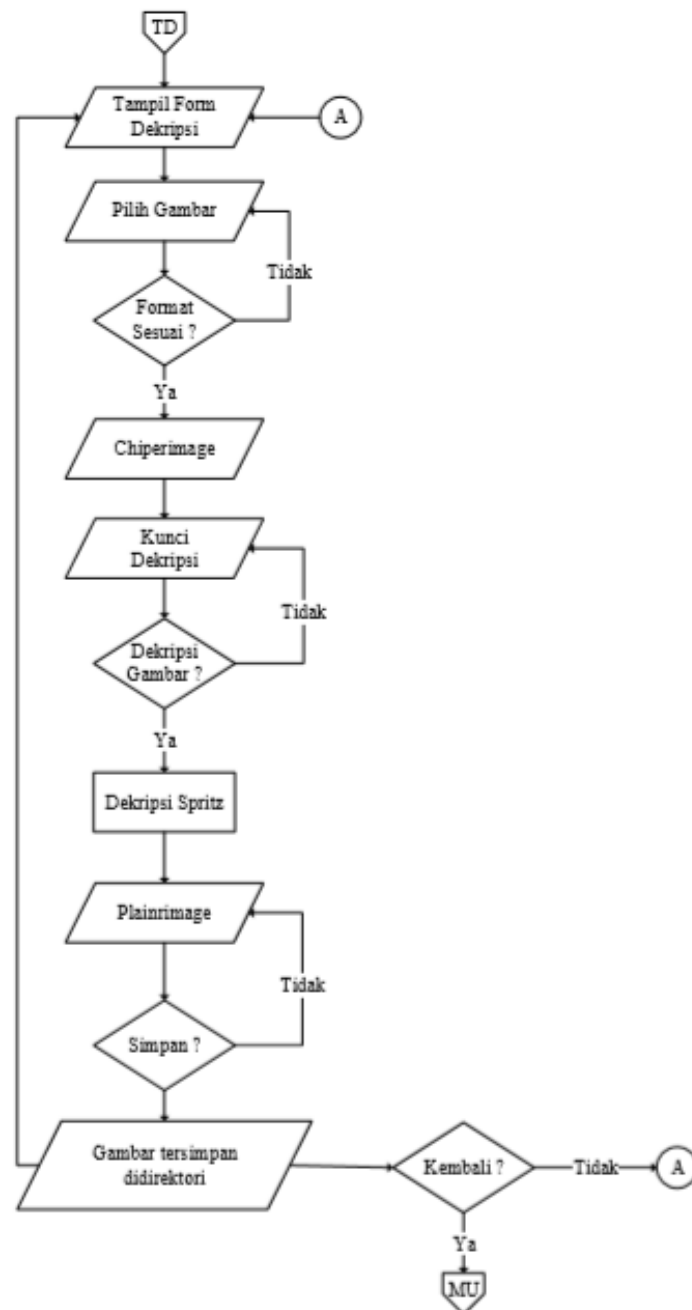 TD
Tampil Form
Dekripsi
A
Pilih Gambar
Tidak
Format
Sesuai ?
Ya
Chiperimage
Kunci
Dekripsi
Tidak
Dekripsi
Gambar ?
Ya
Dekripsi Spritz
Plainrimage
Tidak
Simpan ?
Gambar tersimpan
didirektori
Kembali ?
Tidak
A
Ya
MU